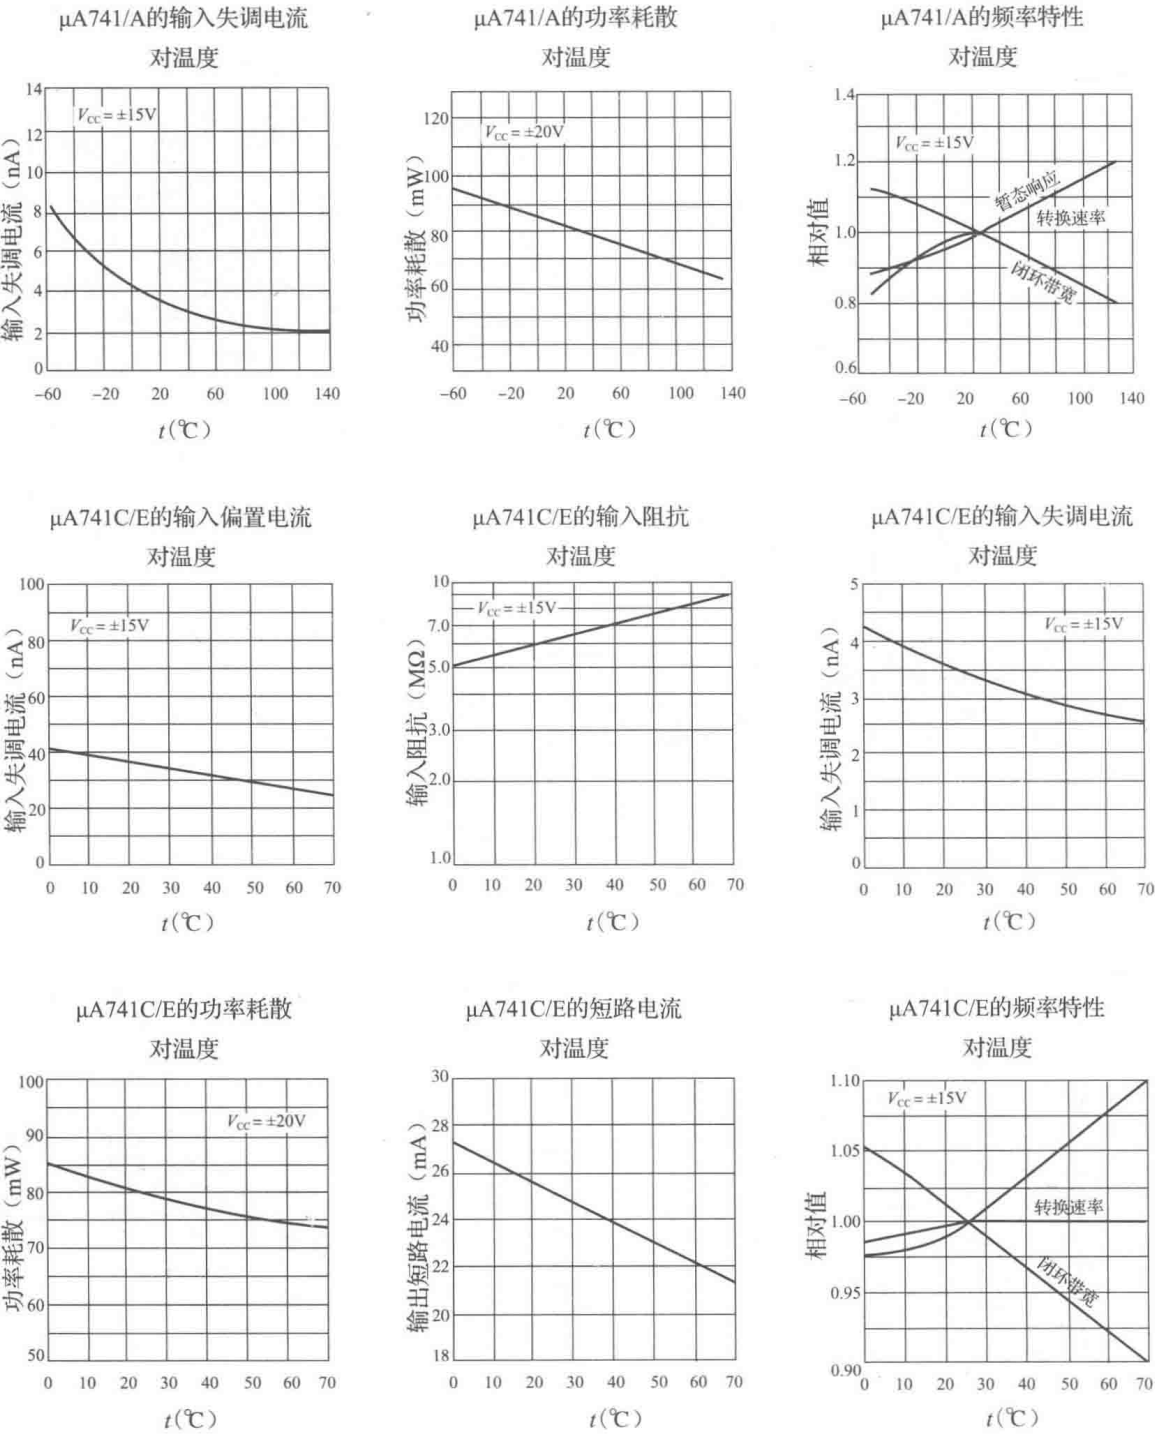 μA741/A的输入失调电流
对温度
输入失调电流（nA）
14
12
10
8
6
4
2
0
V_CC = ±15V
–60 –20 20 60 100 140
t(℃)
μA741/A的功率耗散
对温度
功率耗散（mW）
120
100
80
60
40
V_CC = ±20V
–60 –20 20 60 100 140
t(℃)
μA741/A的频率特性
对温度
相对值
1.4
1.2
1.0
0.8
0.6
V_CC = ±15V
暂态响应
转换速率
闭环带宽
–60 –20 20 60 100 140
t(℃)
μA741C/E的输入偏置电流
对温度
输入失调电流（nA）
100
80
60
40
20
0
V_CC = ±15V
0 10 20 30 40 50 60 70
t(℃)
μA741C/E的输入阻抗
对温度
输入阻抗（MΩ）
10
7.0
5.0
3.0
2.0
1.0
V_CC = ±15V
0 10 20 30 40 50 60 70
t(℃)
μA741C/E的输入失调电流
对温度
输入失调电流（nA）
5
4
3
2
1
0
V_CC = ±15V
0 10 20 30 40 50 60 70
t(℃)
μA741C/E的功率耗散
对温度
功率耗散（mW）
100
90
80
70
60
50
V_CC = ±20V
0 10 20 30 40 50 60 70
t(℃)
μA741C/E的短路电流
对温度
输出短路电流（mA）
30
28
26
24
22
20
18
0 10 20 30 40 50 60 70
t(℃)
μA741C/E的频率特性
对温度
相对值
1.10
1.05
1.00
0.95
0.90
V_CC = ±15V
转换速率
闭环带宽
0 10 20 30 40 50 60 70
t(℃)